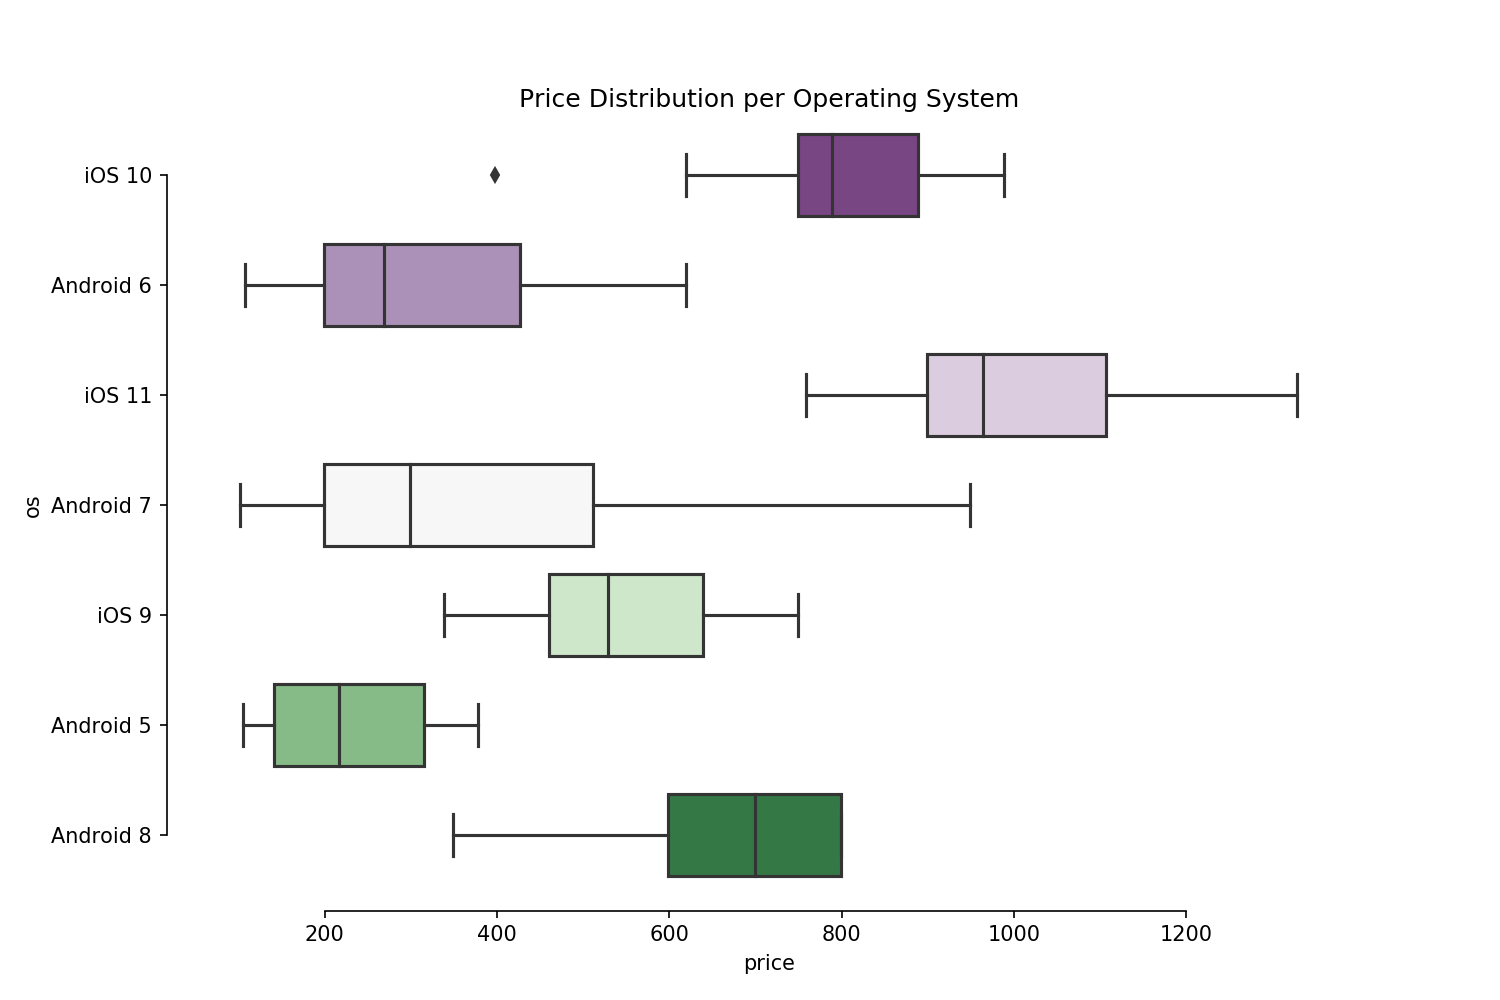 Price Distribution per Operating System
os
iOS 10
Android 6
iOS 11
Android 7
iOS 9
Android 5
Android 8
200 400 600 800 1000 1200
price